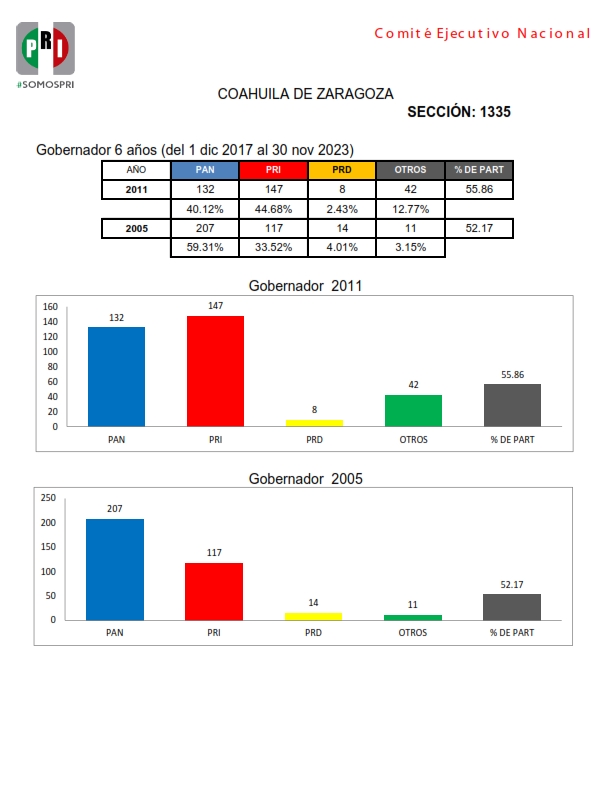 Comité Ejecutivo Nacional
PRI
#SOMOSPRI
COAHUILA DE ZARAGOZA
SECCIÓN: 1335
Gobernador 6 años (del 1 dic 2017 al 30 nov 2023)
AÑO PAN PRI PRD OTROS % DE PART
2011 132 147 8 42 55.86
40.12% 44.68% 2.43% 12.77%
2005 207 117 14 11 52.17
59.31% 33.52% 4.01% 3.15%
Gobernador 2011
160
140
120
100
80
60
40
20
0
132
147
8
42
55.86
PAN PRI PRD OTROS % DE PART
Gobernador 2005
250
200
150
100
50
0
207
117
14
11
52.17
PAN PRI PRD OTROS % DE PART